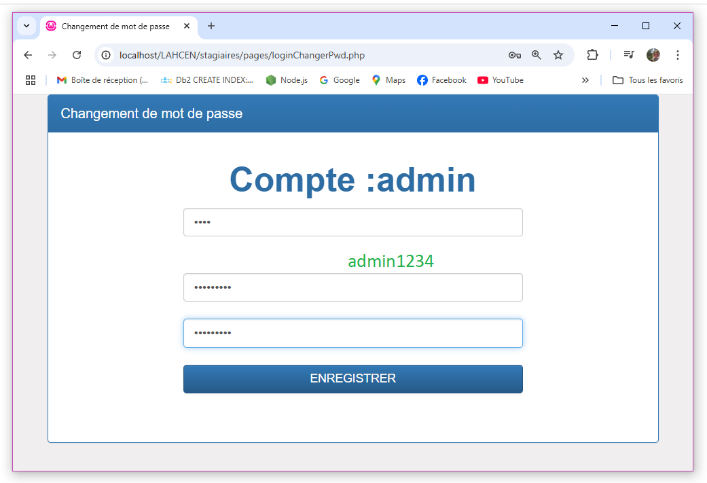 Changement de mot de passe
localhost/LAHCEN/stagiaires/pages/loginChangerPwd.php
Boîte de réception (... Db2 CREATE INDEX:... Node.js Google Maps Facebook YouTube » Tous les favoris
Changement de mot de passe
Compte :admin
••••
admin1234
•••••••••
•••••••••
ENREGISTRER